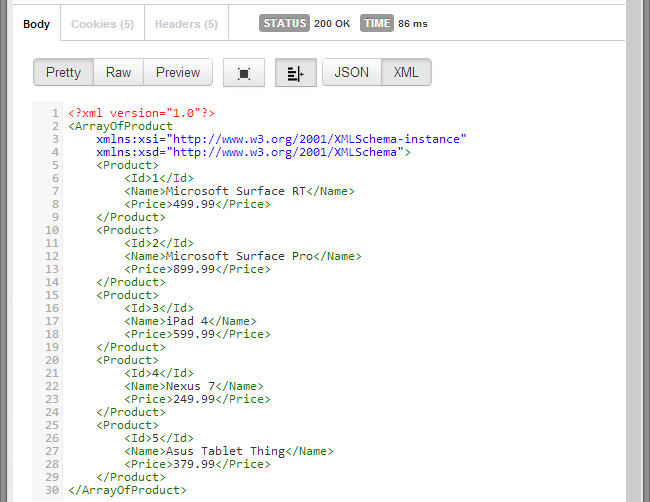 Body Cookies (5) Headers (5) STATUS 200 OK TIME 86 ms
Pretty Raw Preview JSON XML
1 <?xml version="1.0"?>
2 <ArrayOfProduct
3 xmlns:xsi="http://www.w3.org/2001/XMLSchema-instance"
4 xmlns:xsd="http://www.w3.org/2001/XMLSchema">
5 <Product>
6 <Id>1</Id>
7 <Name>Microsoft Surface RT</Name>
8 <Price>499.99</Price>
9 </Product>
10 <Product>
11 <Id>2</Id>
12 <Name>Microsoft Surface Pro</Name>
13 <Price>899.99</Price>
14 </Product>
15 <Product>
16 <Id>3</Id>
17 <Name>iPad 4</Name>
18 <Price>599.99</Price>
19 </Product>
20 <Product>
21 <Id>4</Id>
22 <Name>Nexus 7</Name>
23 <Price>249.99</Price>
24 </Product>
25 <Product>
26 <Id>5</Id>
27 <Name>Asus Tablet Thing</Name>
28 <Price>379.99</Price>
29 </Product>
30 </ArrayOfProduct>